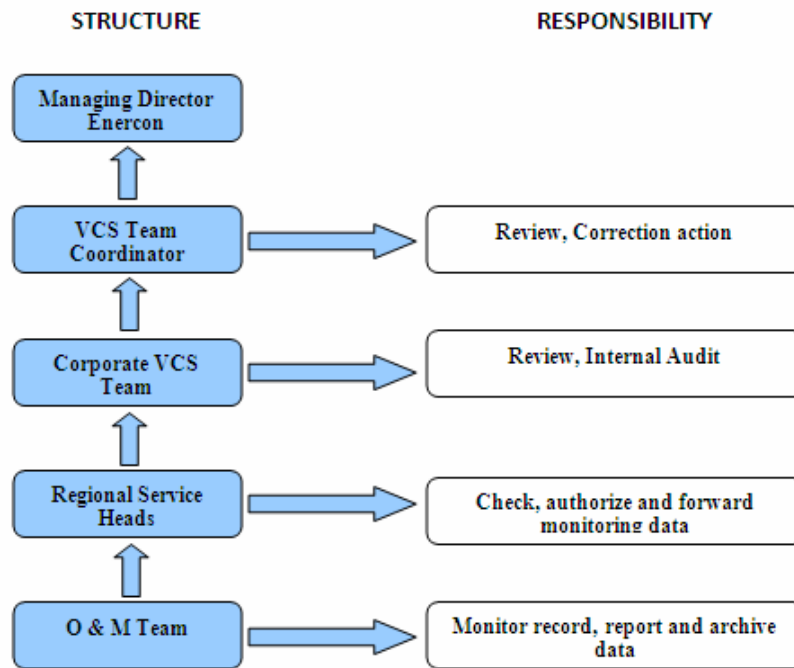 STRUCTURE
RESPONSIBILITY
Managing Director
Enercon
VCS Team
Coordinator
Review, Correction action
Corporate VCS
Team
Review, Internal Audit
Regional Service
Heads
Check, authorize and forward
monitoring data
O & M Team
Monitor record, report and archive
data